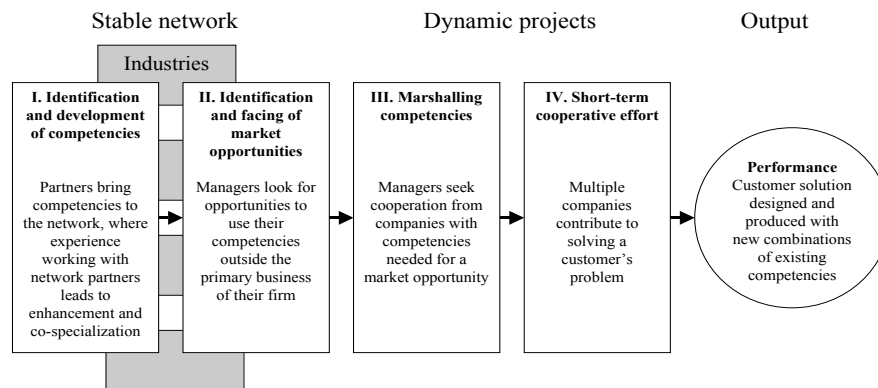 Stable network
Dynamic projects
Output
Industries
I. Identification
and development
of competencies
Partners bring
competencies to
the network, where
experience
working with
network partners
leads to
enhancement and
co-specialization
II. Identification
and facing of
market
opportunities
Managers look for
opportunities to
use their
competencies
outside the
primary business
of their firm
III. Marshalling
competencies
Managers seek
cooperation from
companies with
competencies
needed for a
market opportunity
IV. Short-term
cooperative effort
Multiple
companies
contribute to
solving a
customer's
problem
Performance
Customer solution
designed and
produced with
new combinations
of existing
competencies